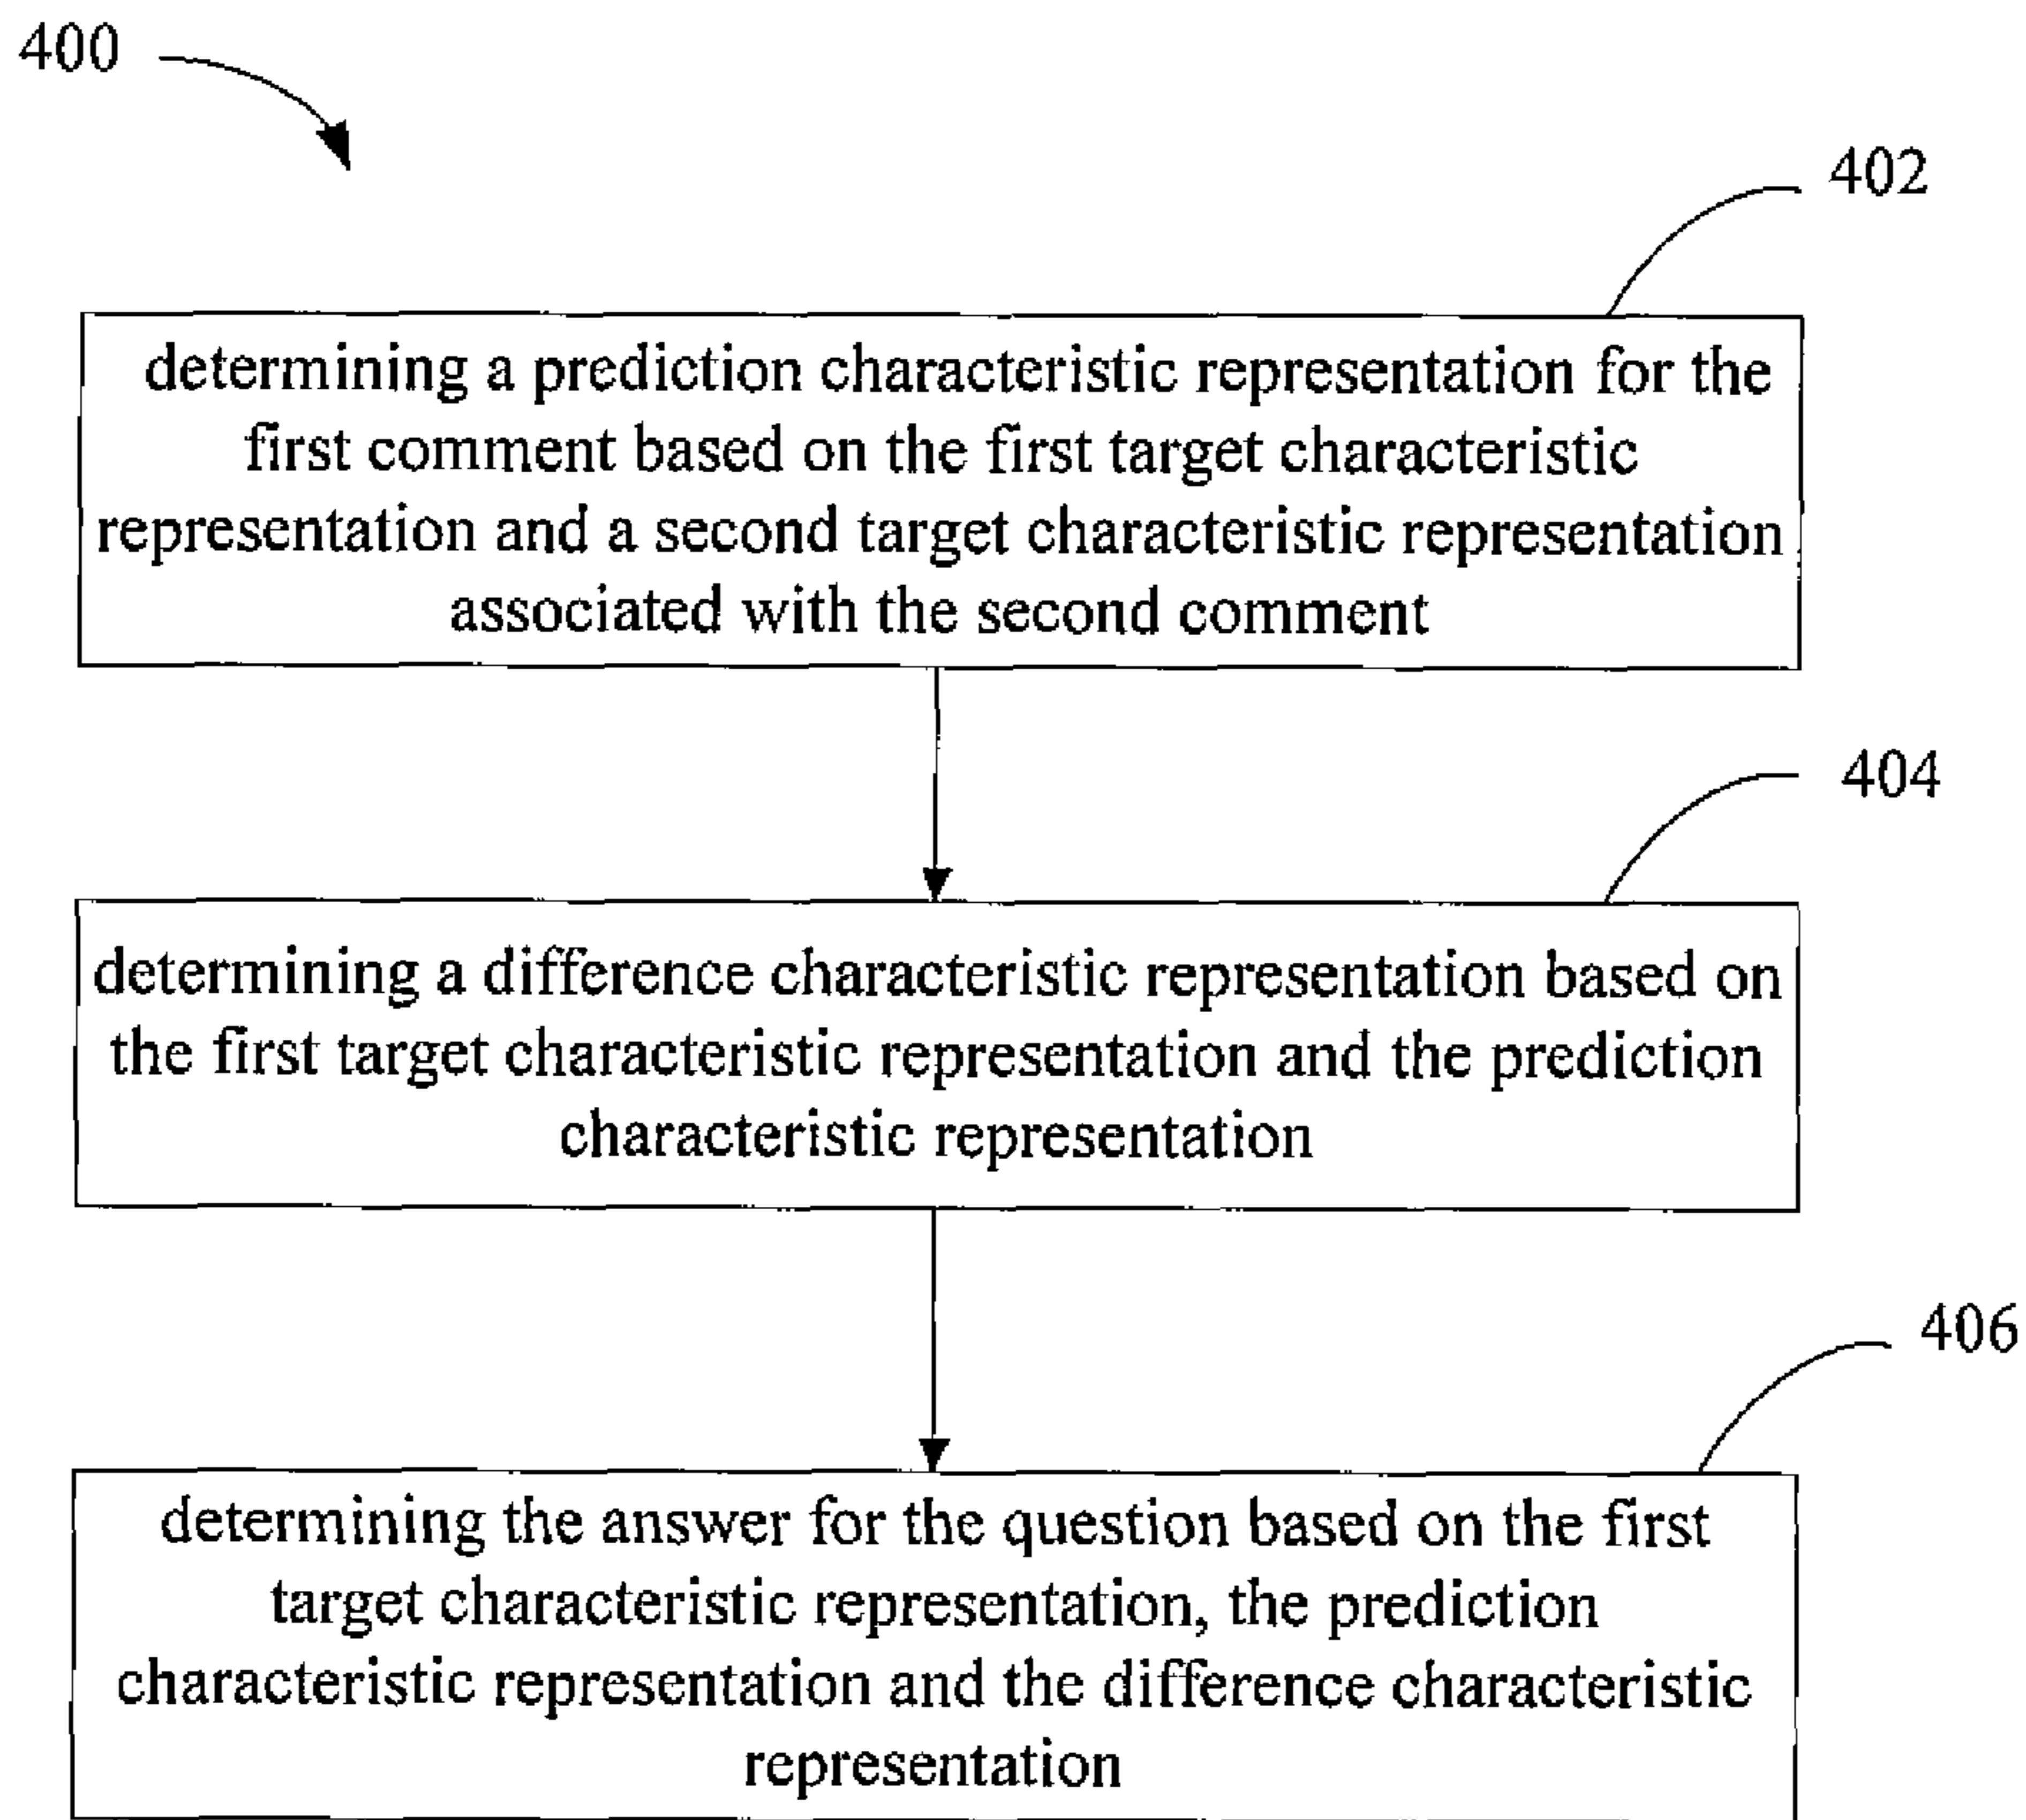 400
402
determining a prediction characteristic representation for the
first comment based on the first target characteristic
representation and a second target characteristic representation
associated with the second comment
404
determining a difference characteristic representation based on
the first target characteristic representation and the prediction
characteristic representation
406
determining the answer for the question based on the first
target characteristic representation, the prediction
characteristic representation and the difference characteristic
representation